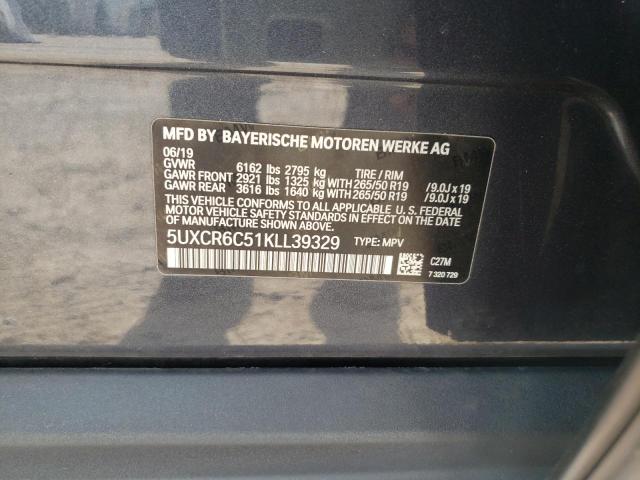 MFD BY BAYERISCHE MOTOREN WERKE AG
06/19
GVWR 6162 lbs 2795 kg TIRE / RIM
GAWR FRONT 2921 lbs 1325 kg WITH 265/50 R19 /9.0J x 19
GAWR REAR 3616 lbs 1640 kg WITH 265/50 R19 /9.0J x 19
THIS VEHICLE CONFORMS TO ALL APPLICABLE U. S. FEDERAL
MOTOR VEHICLE SAFETY STANDARDS IN EFFECT ON THE DATE
OF MANUFACTURE SHOWN ABOVE.
5UXCR6C51KLL39329 TYPE: MPV
C27M
7 320 729